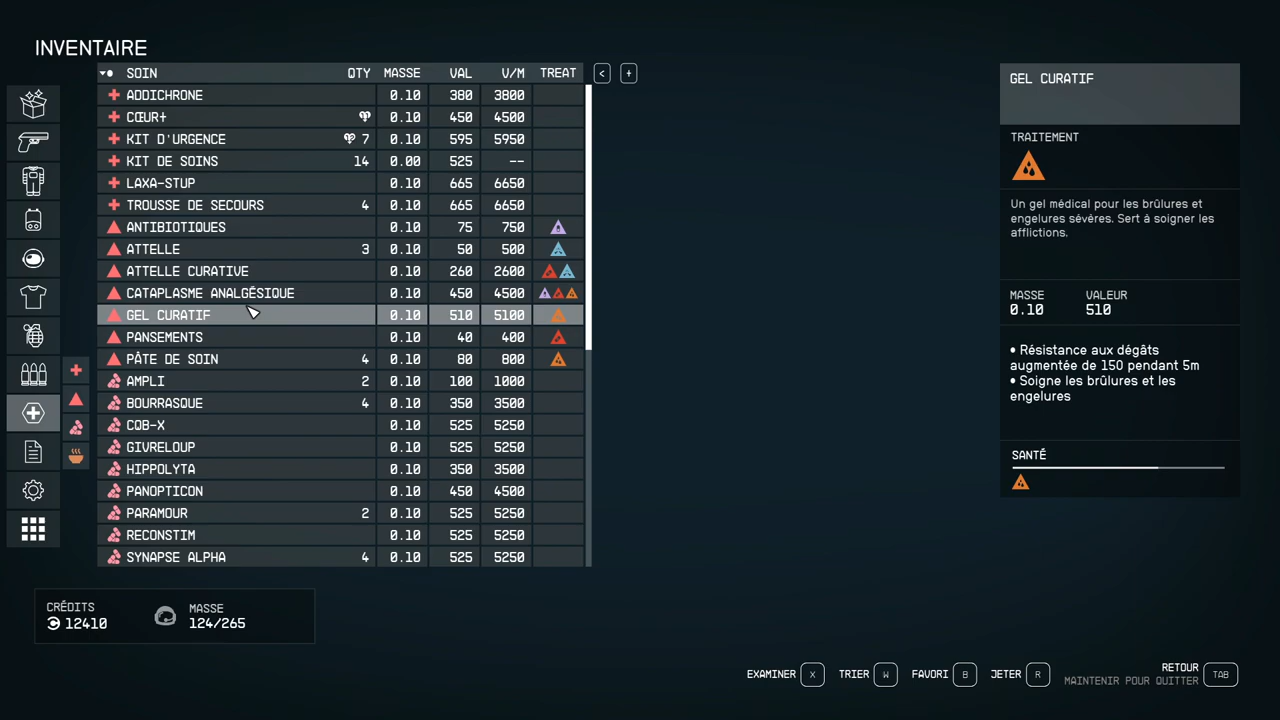 INVENTAIRE
SOIN QTY MASSE VAL V/M TREAT < +
ADDICHRONE 0.10 380 3800
CŒUR+ 0.10 450 4500
KIT D'URGENCE 7 0.10 595 5950
KIT DE SOINS 14 0.00 525 --
LAXA-STUP 0.10 665 6650
TROUSSE DE SECOURS 4 0.10 665 6650
ANTIBIOTIQUES 0.10 75 750
ATTELLE 3 0.10 50 500
ATTELLE CURATIVE 0.10 260 2600
CATAPLASME ANALGÉSIQUE 0.10 450 4500
GEL CURATIF 0.10 510 5100
PANSEMENTS 0.10 40 400
PÂTE DE SOIN 4 0.10 80 800
AMPLI 2 0.10 100 1000
BOURRASQUE 4 0.10 350 3500
CQB-X 0.10 525 5250
GIVRELOUP 0.10 525 5250
HIPPOLYTA 0.10 350 3500
PANOPTICON 0.10 450 4500
PARAMOUR 2 0.10 525 5250
RECONSTIM 0.10 525 5250
SYNAPSE ALPHA 4 0.10 525 5250
GEL CURATIF
TRAITEMENT
Un gel médical pour les brûlures et
engelures sévères. Sert à soigner les
afflictions.
MASSE VALEUR
0.10 510
• Résistance aux dégâts
augmentée de 150 pendant 5m
• Soigne les brûlures et les
engelures
SANTÉ
CRÉDITS
12410
MASSE
124/265
EXAMINER X TRIER W FAVORI B JETER R RETOUR TAB
MAINTENIR POUR QUITTER